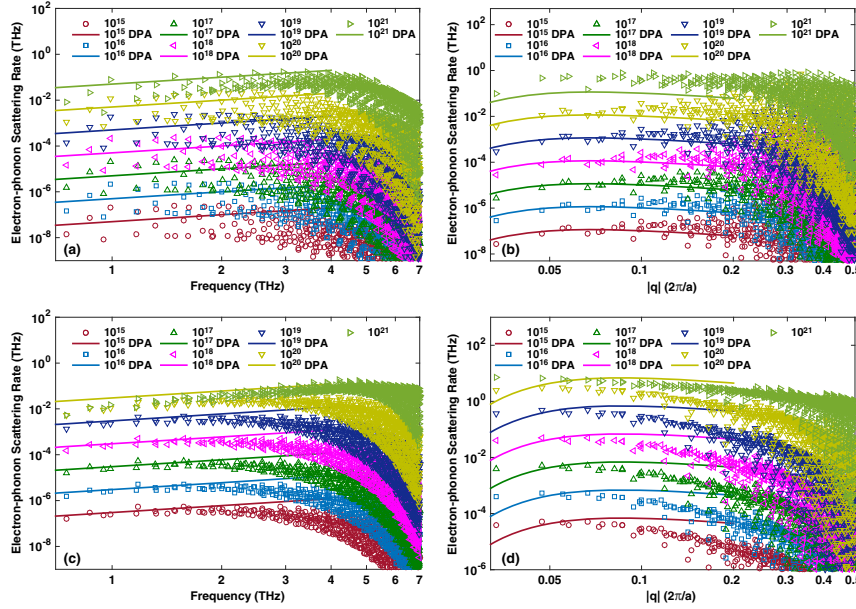 10² 10¹⁵ 10¹⁷ 10¹⁹ 10²¹
10¹⁵ DPA 10¹⁷ DPA 10¹⁹ DPA 10²¹ DPA
10⁰ 10¹⁶ 10¹⁸ 10²⁰
10¹⁶ DPA 10¹⁸ DPA 10²⁰ DPA
10⁻²
10⁻⁴
10⁻⁶
10⁻⁸
Electron-phonon Scattering Rate (THz)
(a)
1 2 3 4 5 6 7
Frequency (THz)
10¹⁵ 10¹⁷ 10¹⁹ 10²¹
10⁴ 10¹⁵ DPA 10¹⁷ DPA 10¹⁹ DPA 10²¹ DPA
10¹⁶ 10¹⁸ 10²⁰
10² 10¹⁶ DPA 10¹⁸ DPA 10²⁰ DPA
10⁰
10⁻²
10⁻⁴
10⁻⁶
10⁻⁸
Electron-phonon Scattering Rate (THz)
(b)
0.05 0.1 0.2 0.3 0.4 0.5
|q| (2π/a)
10² 10¹⁵ 10¹⁷ 10¹⁹ 10²¹
10¹⁵ DPA 10¹⁷ DPA 10¹⁹ DPA
10⁰ 10¹⁶ 10¹⁸ 10²⁰
10¹⁶ DPA 10¹⁸ DPA 10²⁰ DPA
10⁻²
10⁻⁴
10⁻⁶
10⁻⁸
Electron-phonon Scattering Rate (THz)
(c)
1 2 3 4 5 6 7
Frequency (THz)
10⁴ 10¹⁵ 10¹⁷ 10¹⁹ 10²¹
10¹⁵ DPA 10¹⁷ DPA 10¹⁹ DPA
10¹⁶ 10¹⁸ 10²⁰
10² 10¹⁶ DPA 10¹⁸ DPA 10²⁰ DPA
10⁰
10⁻²
10⁻⁴
10⁻⁶
Electron-phonon Scattering Rate (THz)
(d)
0.05 0.1 0.2 0.3 0.4 0.5
|q| (2π/a)